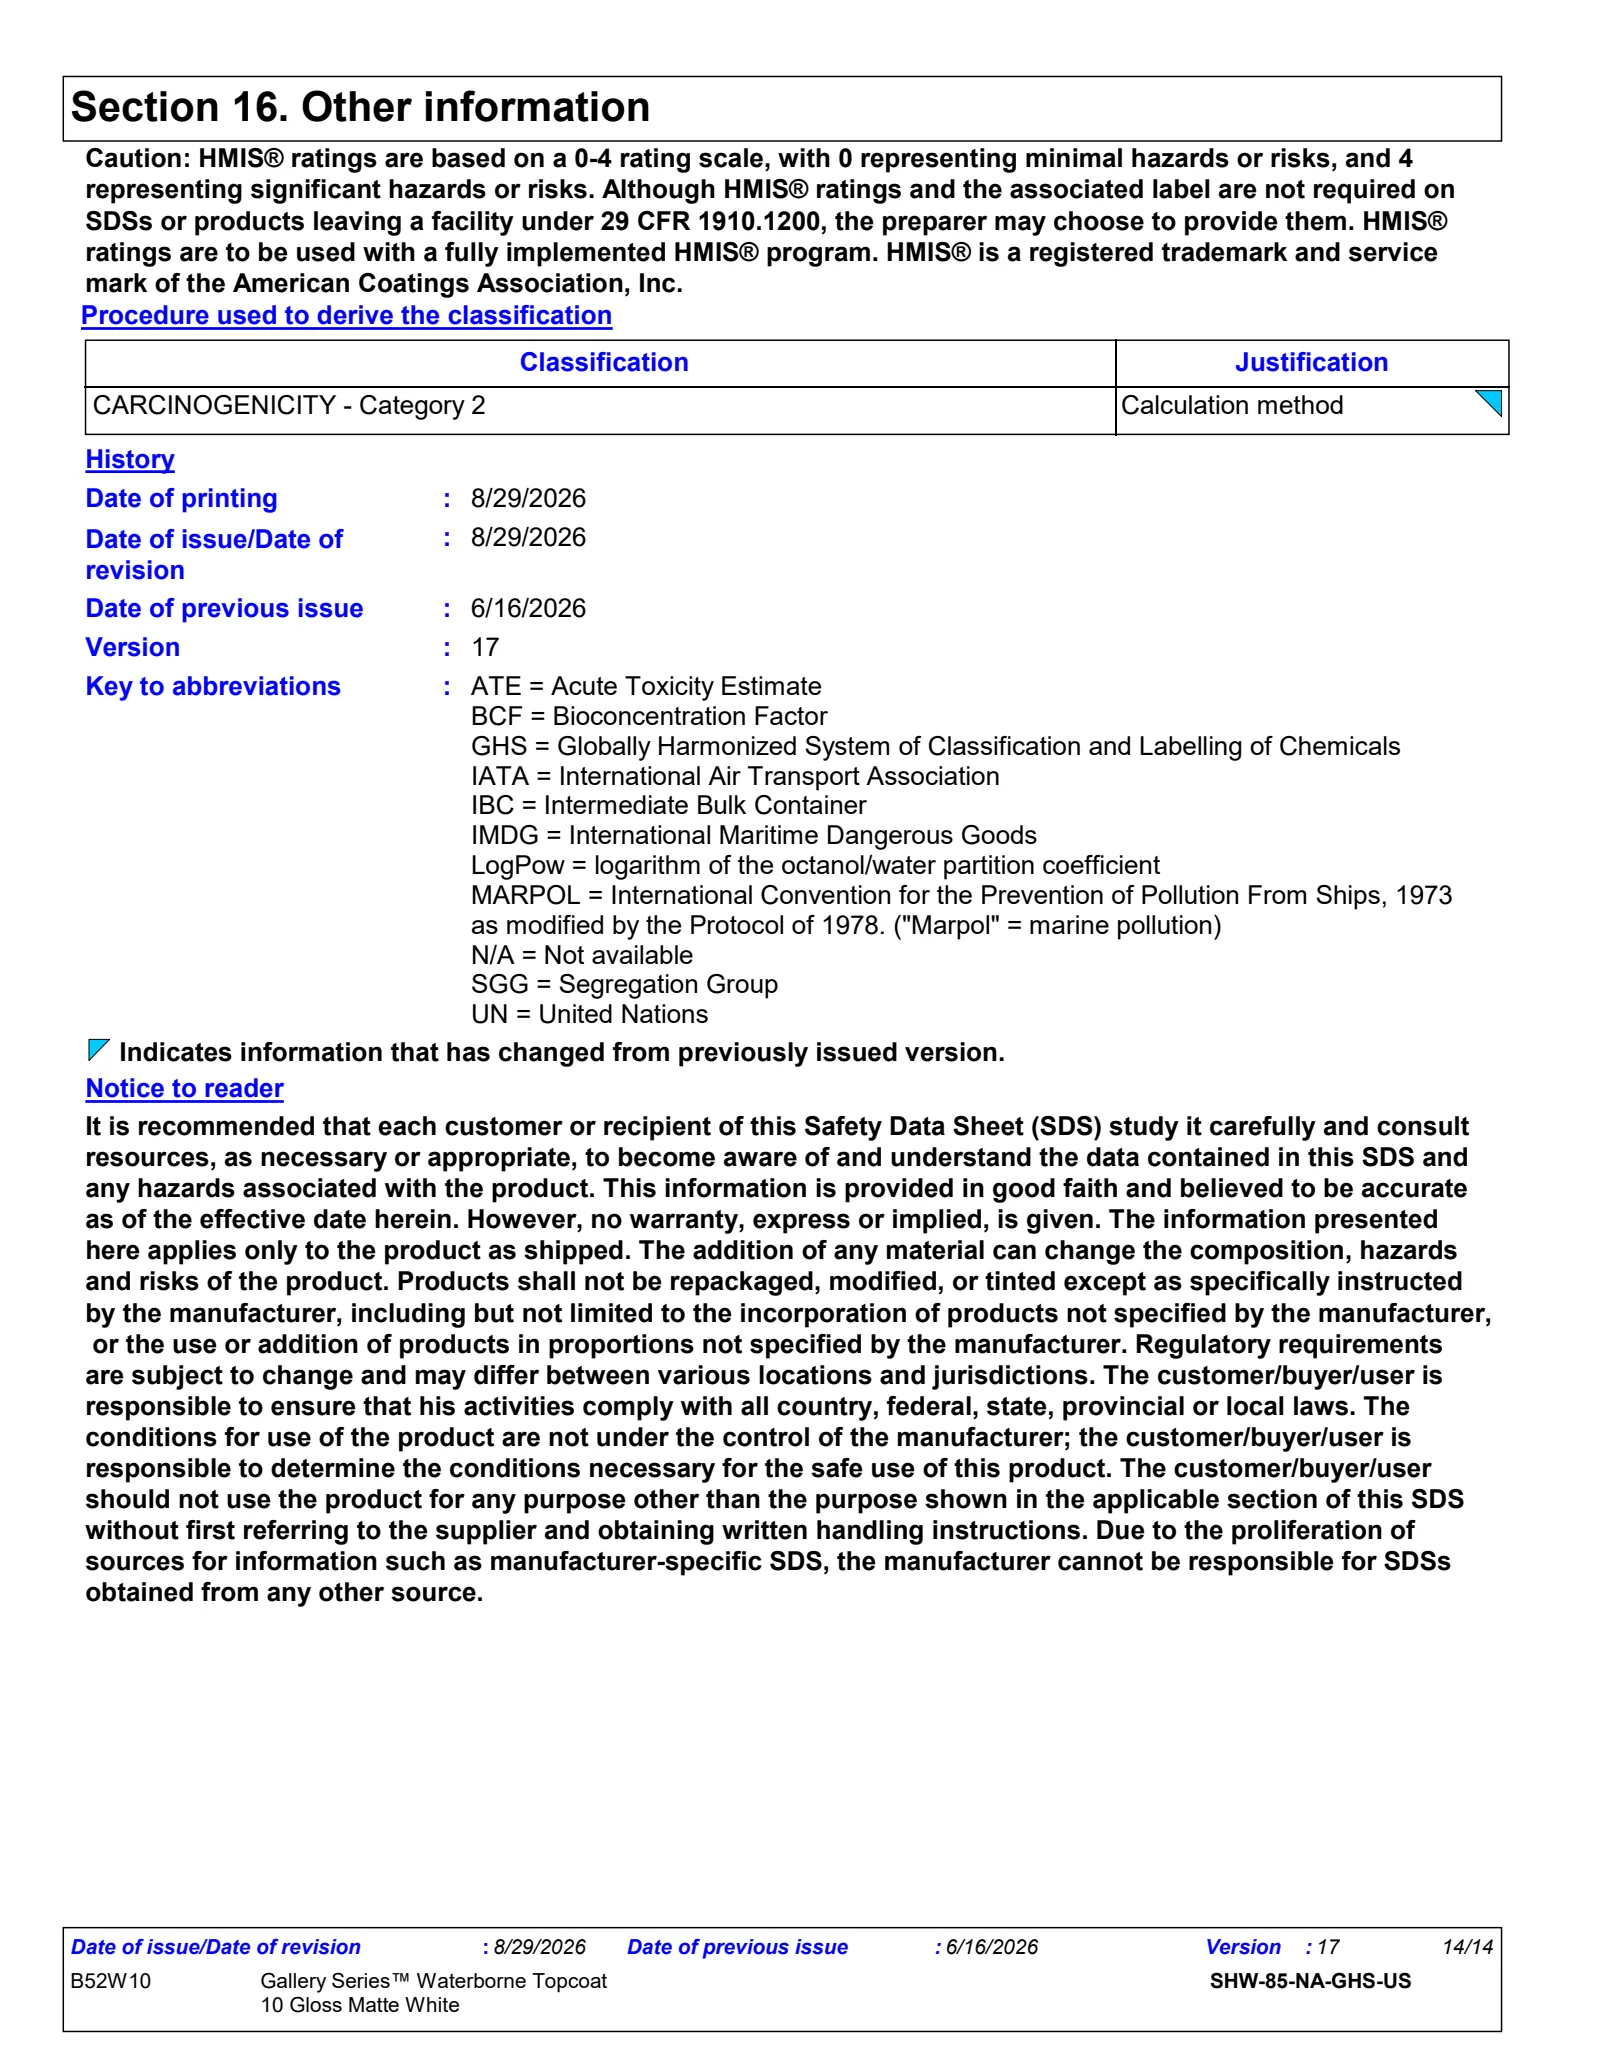 Section 16. Other information
Caution: HMIS® ratings are based on a 0-4 rating scale, with 0 representing minimal hazards or risks, and 4
representing significant hazards or risks. Although HMIS® ratings and the associated label are not required on
SDSs or products leaving a facility under 29 CFR 1910.1200, the preparer may choose to provide them. HMIS®
ratings are to be used with a fully implemented HMIS® program. HMIS® is a registered trademark and service
mark of the American Coatings Association, Inc.
Procedure used to derive the classification
Classification Justification
CARCINOGENICITY - Category 2 Calculation method
History
Date of printing : 8/29/2026
Date of issue/Date of : 8/29/2026
revision
Date of previous issue : 6/16/2026
Version : 17
Key to abbreviations : ATE = Acute Toxicity Estimate
BCF = Bioconcentration Factor
GHS = Globally Harmonized System of Classification and Labelling of Chemicals
IATA = International Air Transport Association
IBC = Intermediate Bulk Container
IMDG = International Maritime Dangerous Goods
LogPow = logarithm of the octanol/water partition coefficient
MARPOL = International Convention for the Prevention of Pollution From Ships, 1973
as modified by the Protocol of 1978. ("Marpol" = marine pollution)
N/A = Not available
SGG = Segregation Group
UN = United Nations
Indicates information that has changed from previously issued version.
Notice to reader
It is recommended that each customer or recipient of this Safety Data Sheet (SDS) study it carefully and consult
resources, as necessary or appropriate, to become aware of and understand the data contained in this SDS and
any hazards associated with the product. This information is provided in good faith and believed to be accurate
as of the effective date herein. However, no warranty, express or implied, is given. The information presented
here applies only to the product as shipped. The addition of any material can change the composition, hazards
and risks of the product. Products shall not be repackaged, modified, or tinted except as specifically instructed
by the manufacturer, including but not limited to the incorporation of products not specified by the manufacturer,
or the use or addition of products in proportions not specified by the manufacturer. Regulatory requirements
are subject to change and may differ between various locations and jurisdictions. The customer/buyer/user is
responsible to ensure that his activities comply with all country, federal, state, provincial or local laws. The
conditions for use of the product are not under the control of the manufacturer; the customer/buyer/user is
responsible to determine the conditions necessary for the safe use of this product. The customer/buyer/user
should not use the product for any purpose other than the purpose shown in the applicable section of this SDS
without first referring to the supplier and obtaining written handling instructions. Due to the proliferation of
sources for information such as manufacturer-specific SDS, the manufacturer cannot be responsible for SDSs
obtained from any other source.
Date of issue/Date of revision : 8/29/2026 Date of previous issue : 6/16/2026 Version : 17 14/14
B52W10 Gallery Series™ Waterborne Topcoat SHW-85-NA-GHS-US
10 Gloss Matte White